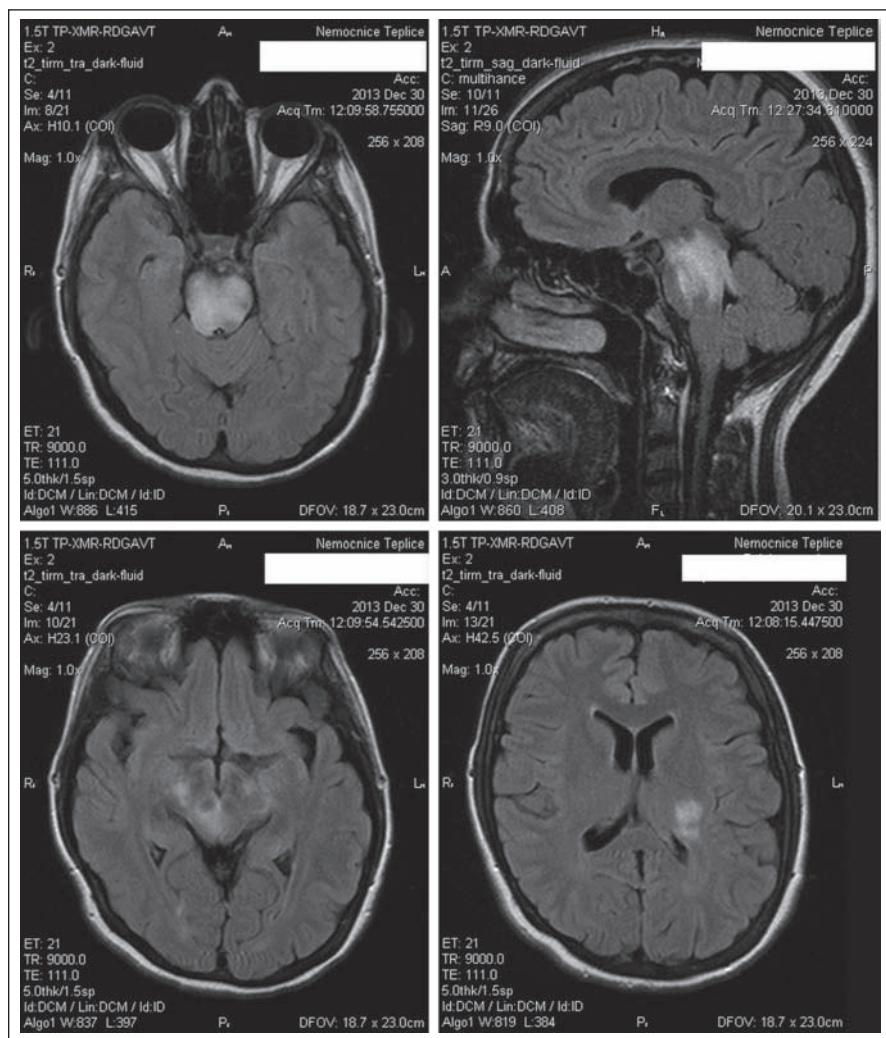 1.5T TP-XMR-RDGAVT
Ex: 2
t2_tirm_tra_dark-fluid
C:
Se: 4/11
Im: 8/21
Ax: H10.1 (COI)
Mag: 1.0x
Nemocnice Teplice
Acc:
2013 Dec 30
Acq Tm: 12:09:58.755000
256 x 208
ET: 21
TR: 9000.0
TE: 111.0
5.0thk/1.5sp
Id:DCM / Lin:DCM / Id:ID
Algo1 W:886 L:415
DFOV: 18.7 x 23.0cm
1.5T TP-XMR-RDGAVT
Ex: 2
t2_tirm_sag_dark-fluid
C: multihance
Se: 10/11
Im: 11/26
Sag: R9.0 (COI)
Mag: 1.0x
A
P
Nemocnice Teplice
Acc:
2013 Dec 30
Acq Tm: 12:27:34.310000
256 x 224
ET: 21
TR: 9000.0
TE: 111.0
3.0thk/0.9sp
Id:DCM / Lin:DCM / Id:ID
Algo1 W:860 L:408
DFOV: 20.1 x 23.0cm
1.5T TP-XMR-RDGAVT
Ex: 2
t2_tirm_tra_dark-fluid
C:
Se: 4/11
Im: 10/21
Ax: H23.1 (COI)
Mag: 1.0x
Nemocnice Teplice
Acc:
2013 Dec 30
Acq Tm: 12:09:54.542500
256 x 208
ET: 21
TR: 9000.0
TE: 111.0
5.0thk/1.5sp
Id:DCM / Lin:DCM / Id:ID
Algo1 W:837 L:397
DFOV: 18.7 x 23.0cm
1.5T TP-XMR-RDGAVT
Ex: 2
t2_tirm_tra_dark-fluid
C:
Se: 4/11
Im: 13/21
Ax: H42.5 (COI)
Mag: 1.0x
Nemocnice Teplice
Acc:
2013 Dec 30
Acq Tm: 12:08:15.447500
256 x 208
ET: 21
TR: 9000.0
TE: 111.0
5.0thk/1.5sp
Id:DCM / Lin:DCM / Id:ID
Algo1 W:819 L:384
DFOV: 18.7 x 23.0cm